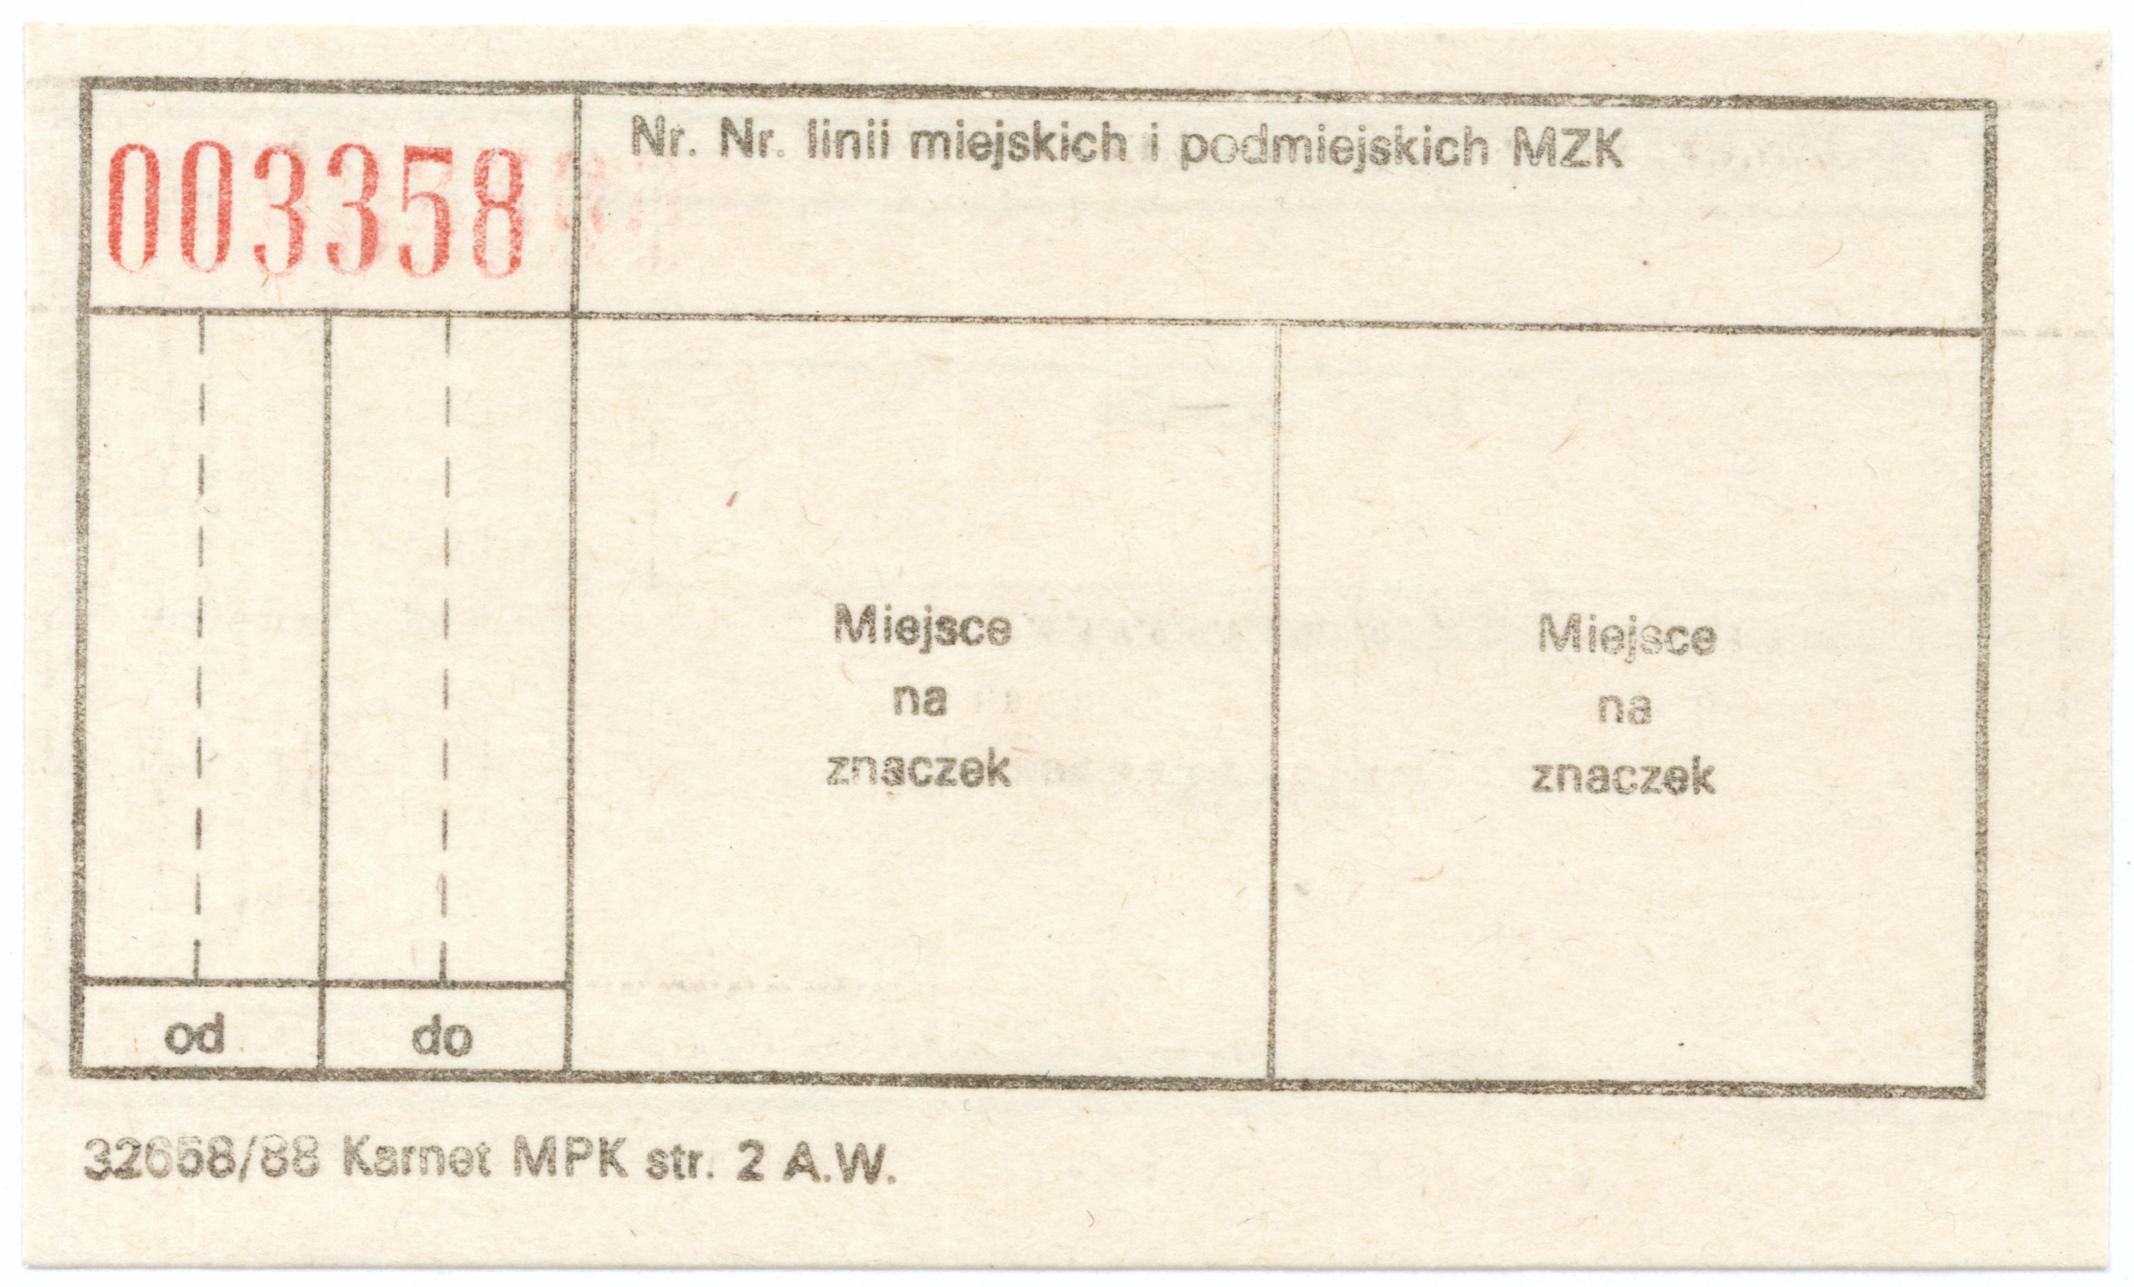 003358
Nr. Nr. linii miejskich i podmiejskich MZK
Miejsce
na
znaczek
Miejsce
na
znaczek
od do
32658/88 Karnet MPK str. 2 A.W.